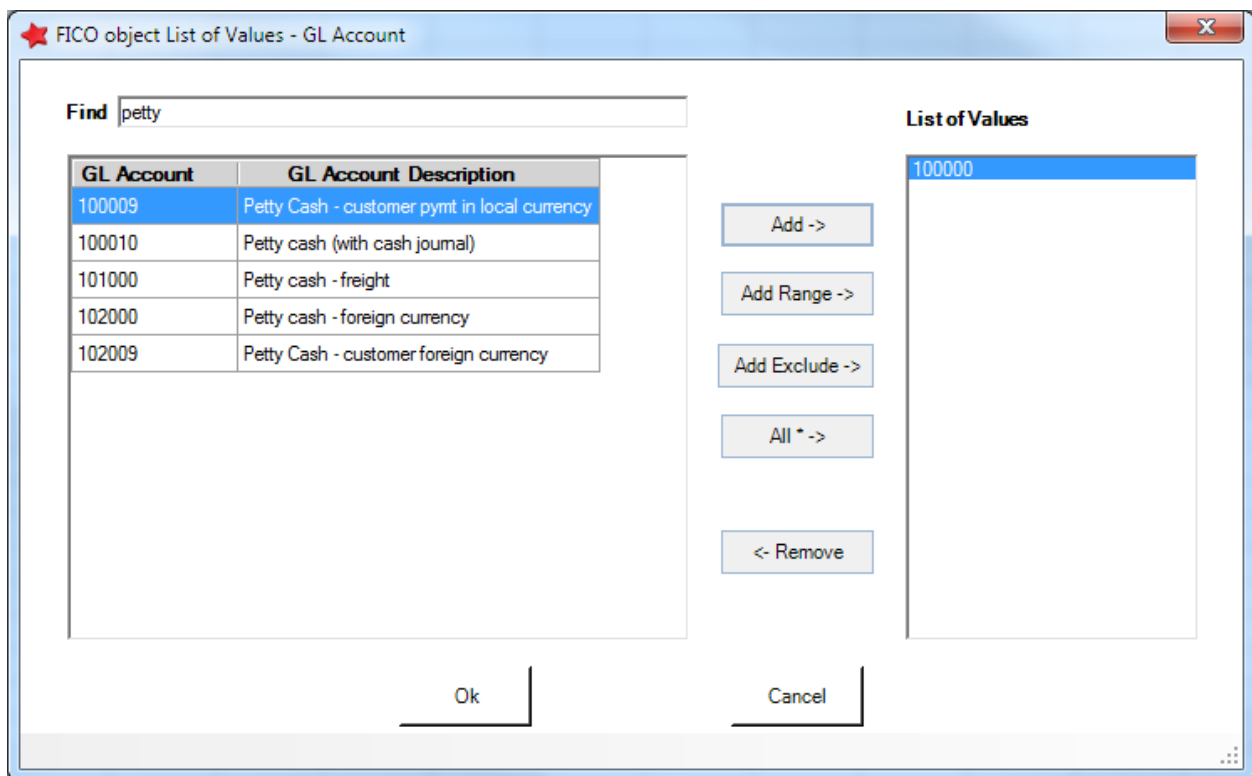 FICO object List of Values - GL Account
x
Find petty
List of Values
GL Account GL Account Description
100009 Petty Cash - customer pymt in local currency
100010 Petty cash (with cash journal)
101000 Petty cash - freight
102000 Petty cash - foreign currency
102009 Petty Cash - customer foreign currency
Add ->
Add Range ->
Add Exclude ->
All * ->
<- Remove
100000
Ok
Cancel